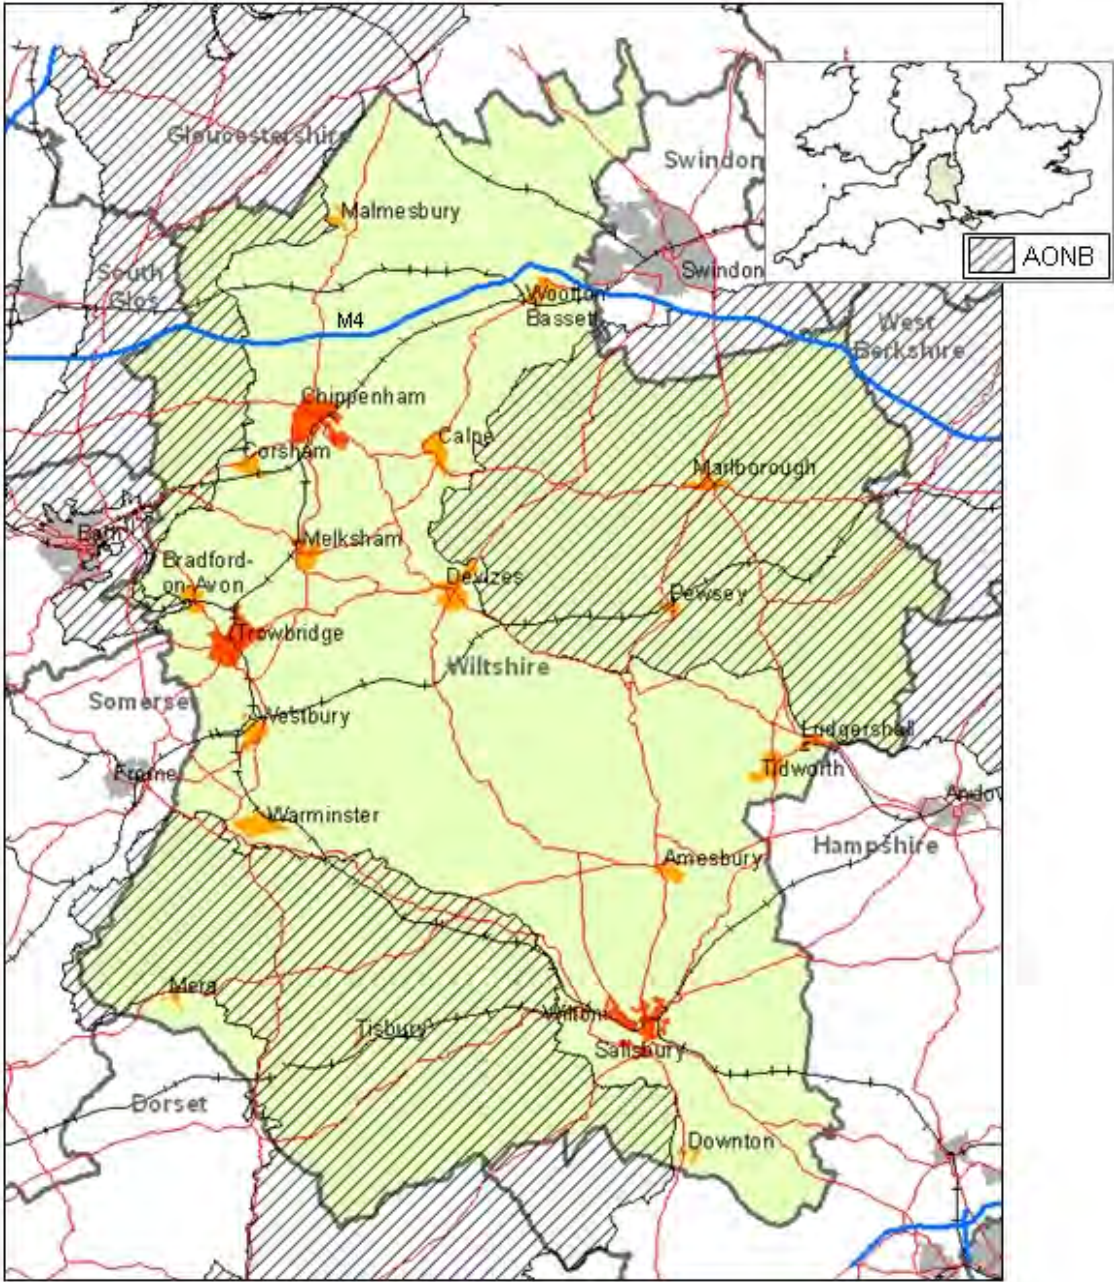 Gloucestershire
Swindon
Malmesbury
AONB
South
Glos
Swindon
Wootton
Basset
M4
West
Berkshire
Chippenham
Calne
Corsham
Marlborough
Bath
Melksham
Bradford-
on-Avon
Devizes
Pewsey
Trowbridge
Wiltshire
Somerset
Westbury
Ludgershall
Frome
Tidworth
Andov
Warminster
Hampshire
Amesbury
Mere
Wilton
Tisbury
Salisbury
Dorset
Downton